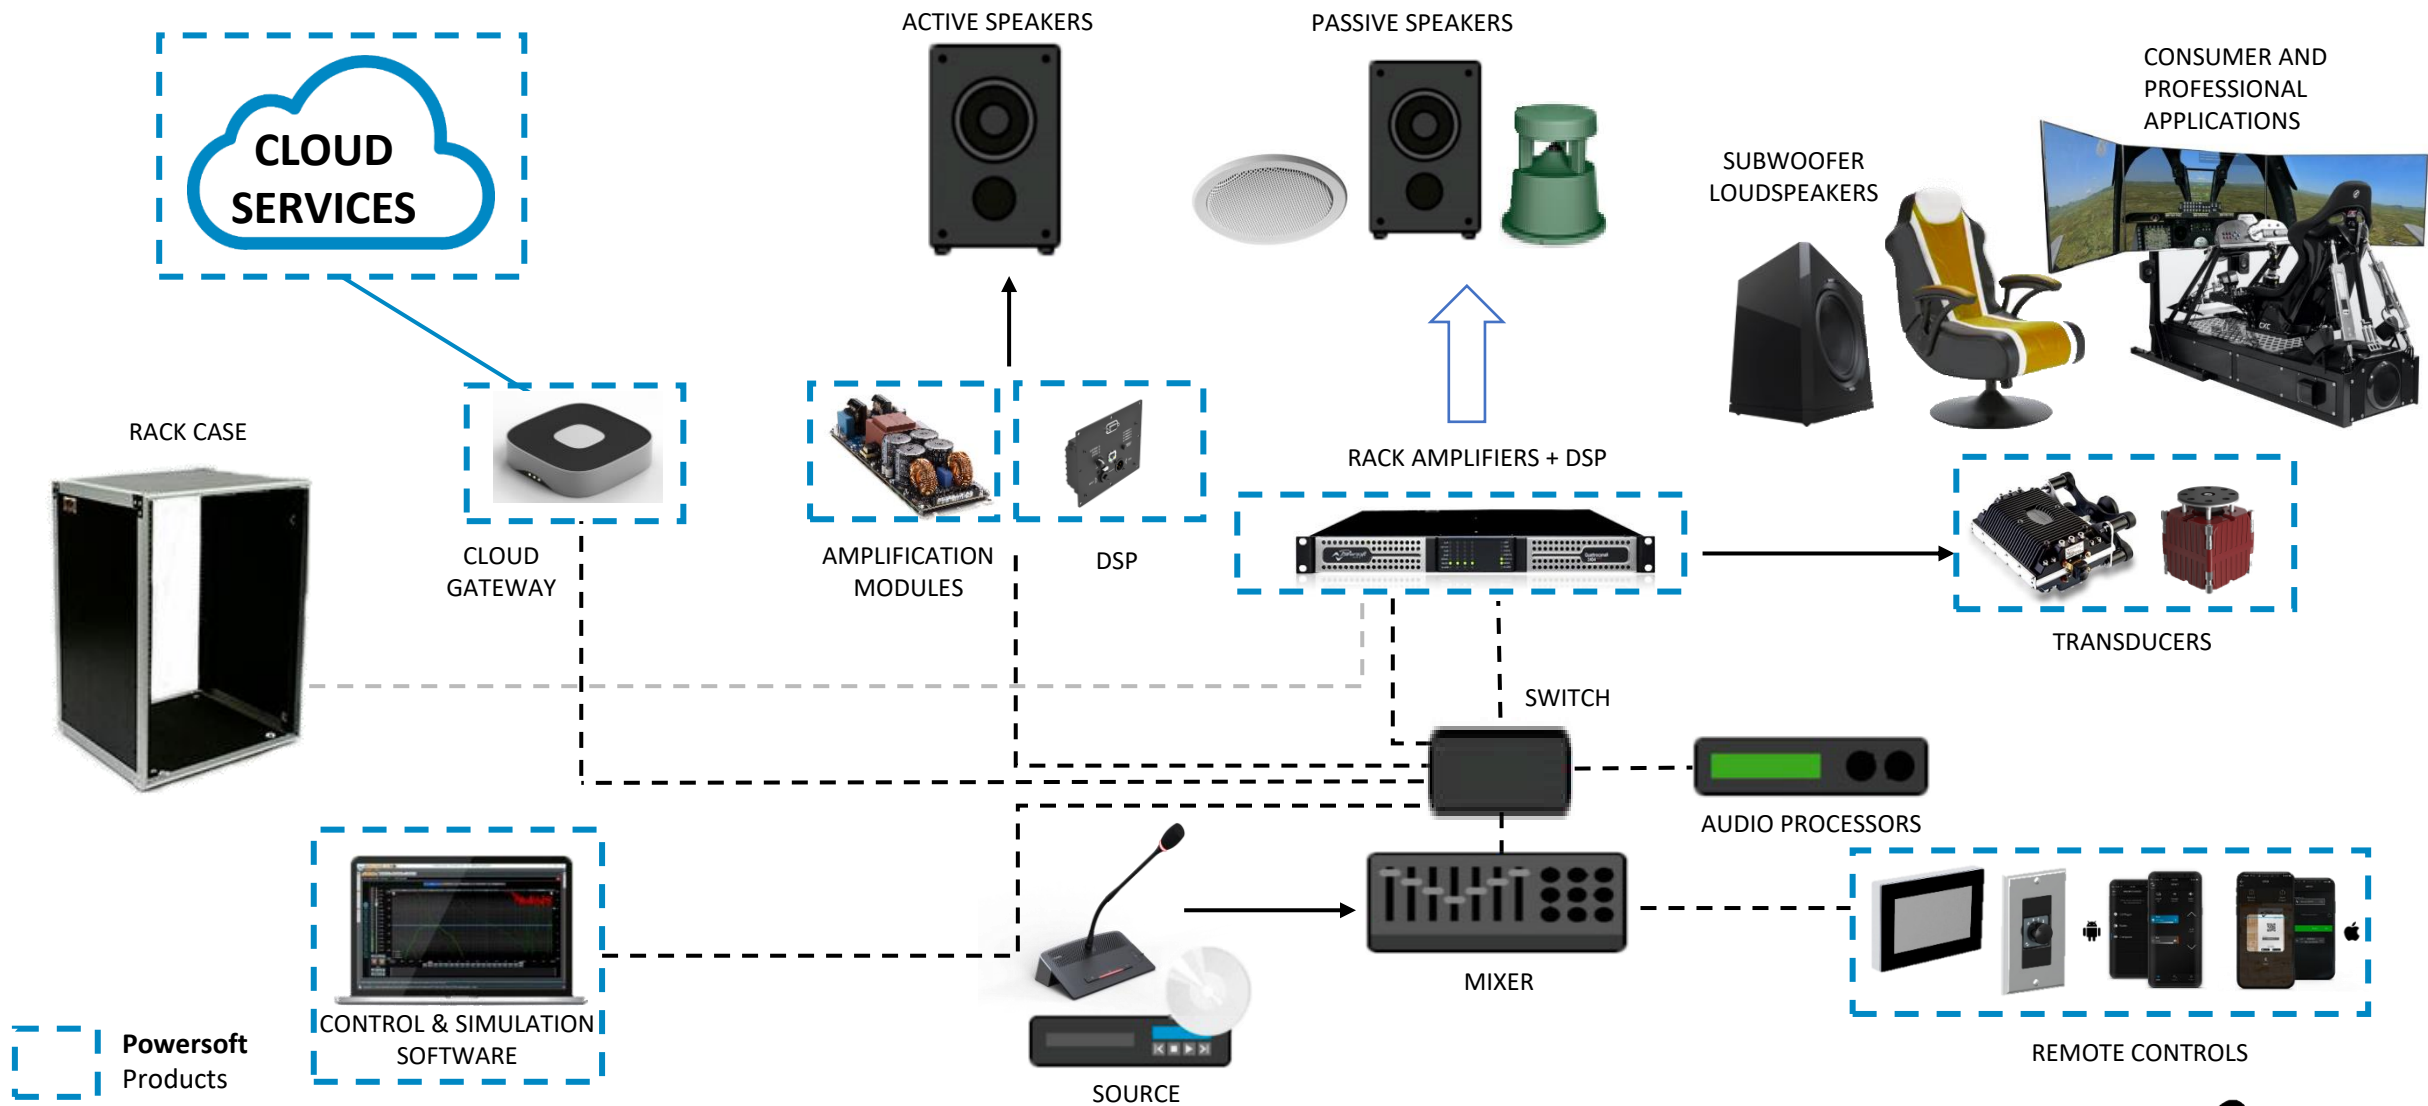 ACTIVE SPEAKERS
PASSIVE SPEAKERS
CONSUMER AND
PROFESSIONAL
APPLICATIONS
CLOUD
SERVICES
SUBWOOFER
LOUDSPEAKERS
RACK CASE
RACK AMPLIFIERS + DSP
CLOUD
GATEWAY
AMPLIFICATION
MODULES
DSP
Powersoft
TRANSDUCERS
SWITCH
AUDIO PROCESSORS
MIXER
CONTROL & SIMULATION
SOFTWARE
REMOTE CONTROLS
SOURCE
Powersoft
Products